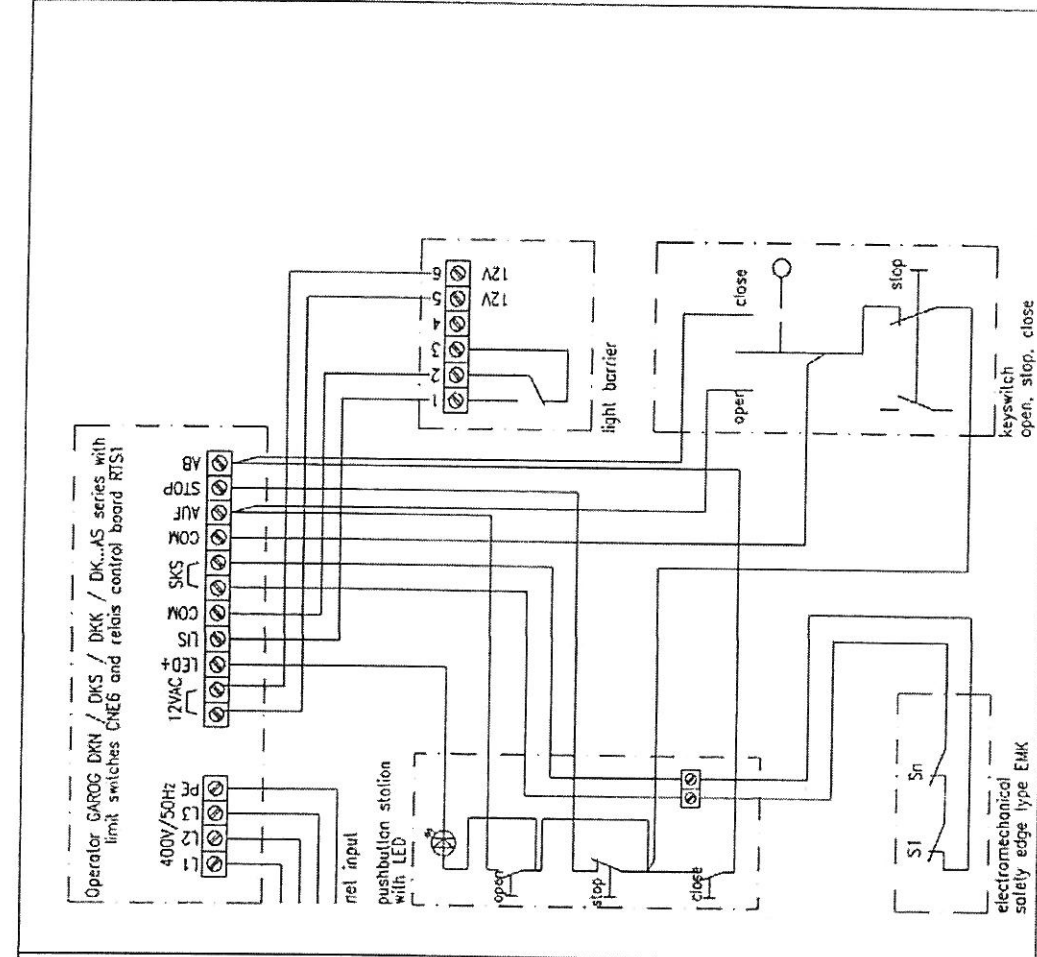 Operator GAROG DKN / DKS / DKK / DK...AS series with
limit switches CNE6 and relais control board RTS1
400V/50Hz
L1
L2
L3
PE
12VAC
LED+
LIS
COM
SKS
COM
AUF
STOP
AB
net input
pushbutton station
with LED
open
stop
close
light barrier
1
2
3
4
5
6
12V
12V
open
close
stop
keyswitch
open, stop, close
S1
Sn
electromechanical
safety edge type EMK